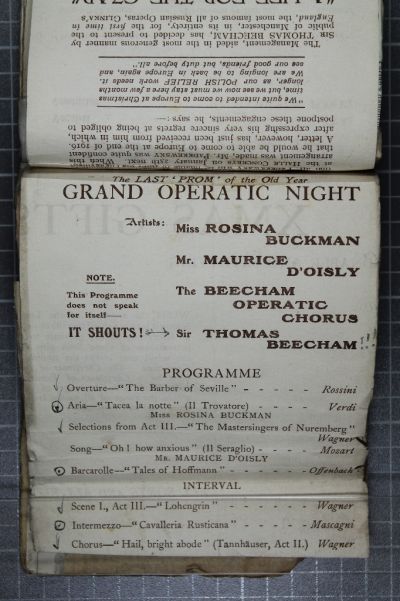 arrangement was made, Mr. Paderewski was quite confident
that he would be able to come to Europe at the end of 1915.
A letter, however, has just been received from him in which,
after expressing his very sincere regrets at being obliged to
postpone these engagements, he says:—
"We quite intended to come to Europe at Christmas
time, but we see now we must stay here a few months
longer, as our POLISH RELIEF work needs it.
We are longing to be back in Europe again, and
see our good friends, but duty before all."
The Management, aided in the most generous manner by
SIR THOMAS BEECHAM, has decided to present to the
public of Manchester, in its entirety, for the first time in
England, the most famous of all Russian Operas, GLINKA'S
"A LIFE FOR THE CZAR"
The LAST 'PROM' of the Old Year
GRAND OPERATIC NIGHT
Artists:
Miss ROSINA
BUCKMAN
Mr. MAURICE
D'OISLY
The BEECHAM
OPERATIC
CHORUS
Sir THOMAS
BEECHAM!!
NOTE.
This Programme
does not speak
for itself—
IT SHOUTS!
PROGRAMME
Overture—"The Barber of Seville" - - - - - Rossini
Aria—"Tacea la notte" (Il Trovatore) - - - - Verdi
MISS ROSINA BUCKMAN
Selections from Act III.—"The Mastersingers of Nuremberg"
Wagner
Song—"Oh! how anxious" (Il Seraglio) - - - - Mozart
MR. MAURICE D'OISLY
Barcarolle—"Tales of Hoffmann" - - - - - Offenbach
INTERVAL
Scene I., Act III.—"Lohengrin" - - - - - Wagner
Intermezzo—"Cavalleria Rusticana" - - - - Mascagni
Chorus—"Hail, bright abode" (Tannhäuser, Act II.) Wagner